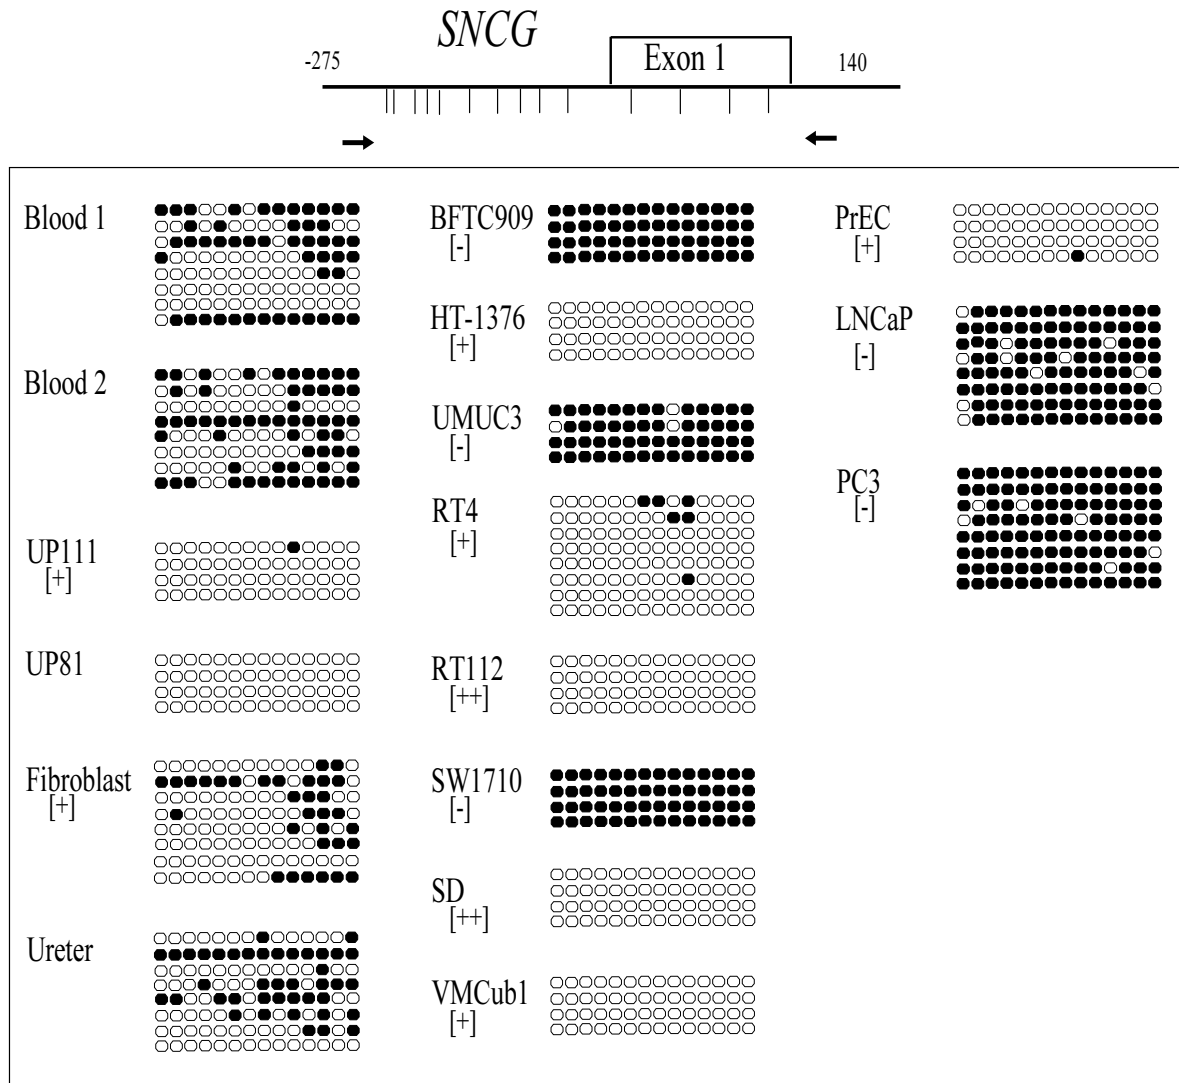 SNCG
-275
Exon 1
140
Blood 1
Blood 2
UP111
[+]
UP81
Fibroblast
[+]
Ureter
BFTC909
[-]
HT-1376
[+]
UMUC3
[-]
RT4
[+]
RT112
[++]
SW1710
[-]
SD
[++]
VMCub1
[+]
PrEC
[+]
LNCaP
[-]
PC3
[-]